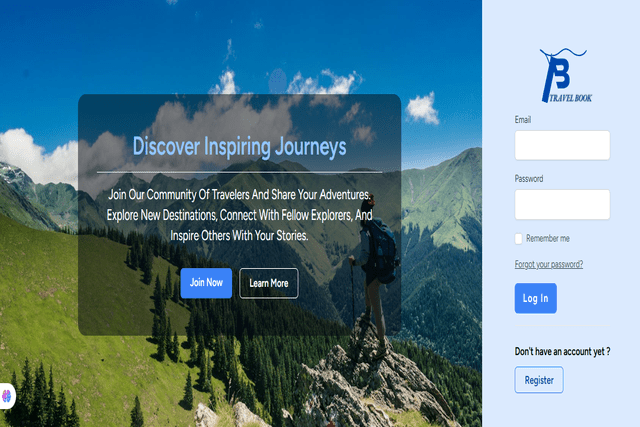 Discover Inspiring Journeys
Join Our Community Of Travelers And Share Your Adventures.
Explore New Destinations, Connect With Fellow Explorers, And
Inspire Others With Your Stories.
Join Now
Learn More
TB
TRAVEL BOOK
Email
Password
Remember me
Forgot your password?
Log In
Don't have an account yet ?
Register